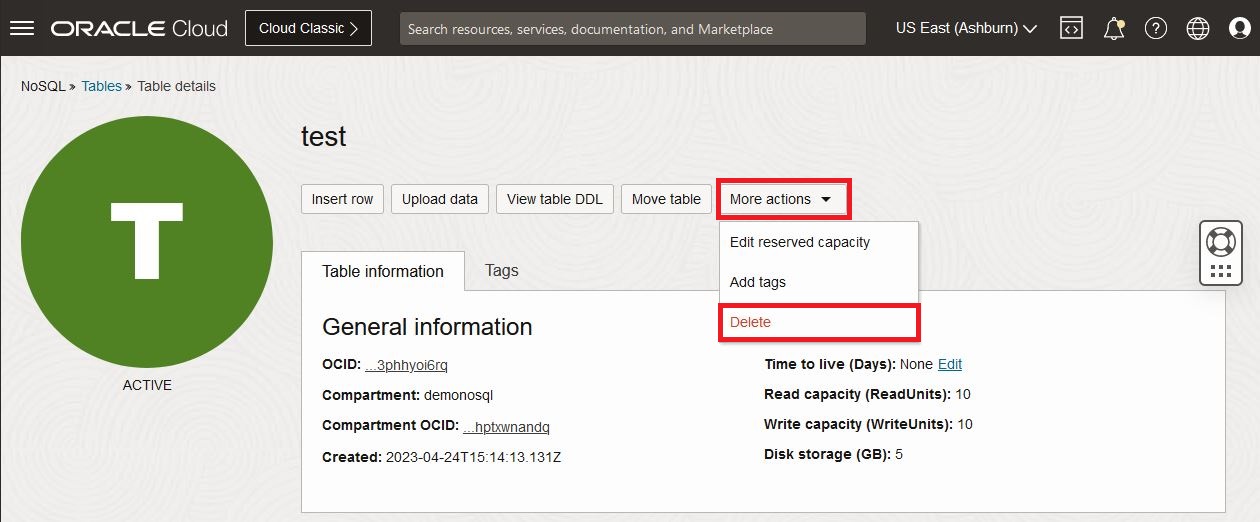 ORACLE Cloud
Cloud Classic
Search resources, services, documentation, and Marketplace
US East (Ashburn)
NoSQL » Tables » Table details
T
ACTIVE
test
Insert row
Upload data
View table DDL
Move table
More actions
Edit reserved capacity
Add tags
Delete
Table information
Tags
General information
OCID: ...3phhyoi6rq
Compartment: demonosql
Compartment OCID: ...hptxwnandq
Created: 2023-04-24T15:14:13.131Z
Time to live (Days): None Edit
Read capacity (ReadUnits): 10
Write capacity (WriteUnits): 10
Disk storage (GB): 5